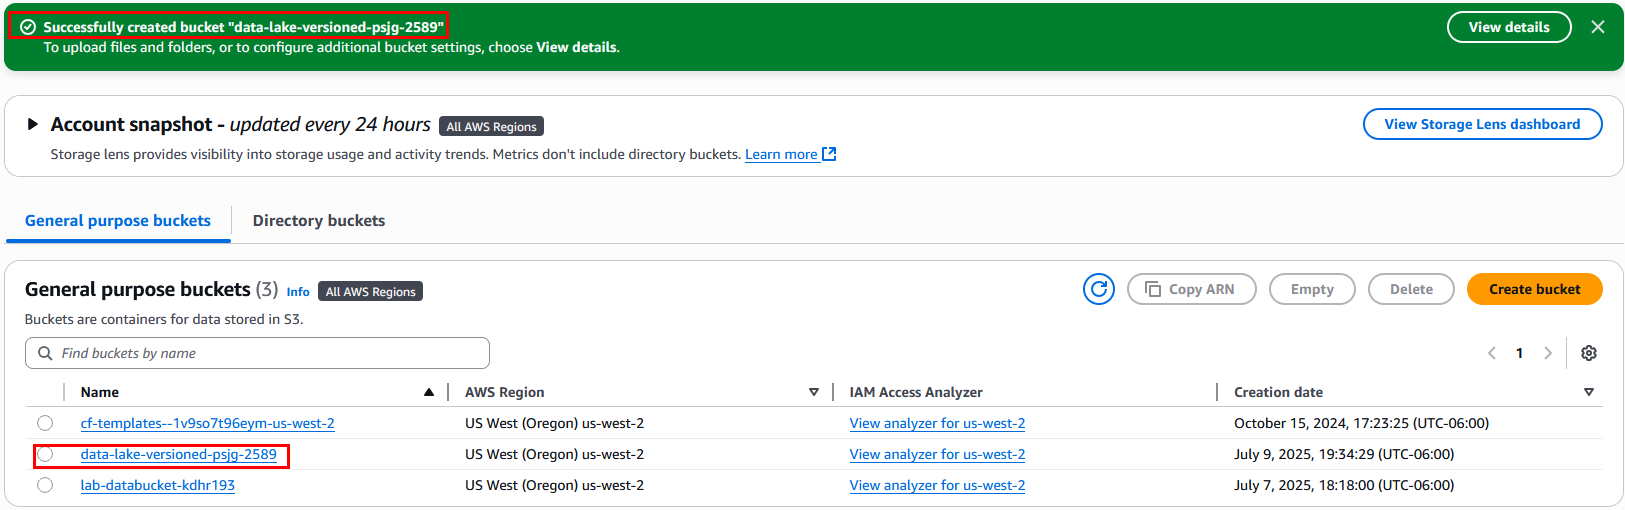 Successfully created bucket "data-lake-versioned-psjg-2589"
To upload files and folders, or to configure additional bucket settings, choose View details.
View details
Account snapshot - updated every 24 hours All AWS Regions
View Storage Lens dashboard
Storage lens provides visibility into storage usage and activity trends. Metrics don't include directory buckets. Learn more
General purpose buckets Directory buckets
General purpose buckets (3) Info All AWS Regions
Copy ARN Empty Delete Create bucket
Buckets are containers for data stored in S3.
Find buckets by name
1
Name AWS Region IAM Access Analyzer Creation date
cf-templates--1v9so7t96eym-us-west-2 US West (Oregon) us-west-2 View analyzer for us-west-2 October 15, 2024, 17:23:25 (UTC-06:00)
data-lake-versioned-psjg-2589 US West (Oregon) us-west-2 View analyzer for us-west-2 July 9, 2025, 19:34:29 (UTC-06:00)
lab-databucket-kdhr193 US West (Oregon) us-west-2 View analyzer for us-west-2 July 7, 2025, 18:18:00 (UTC-06:00)